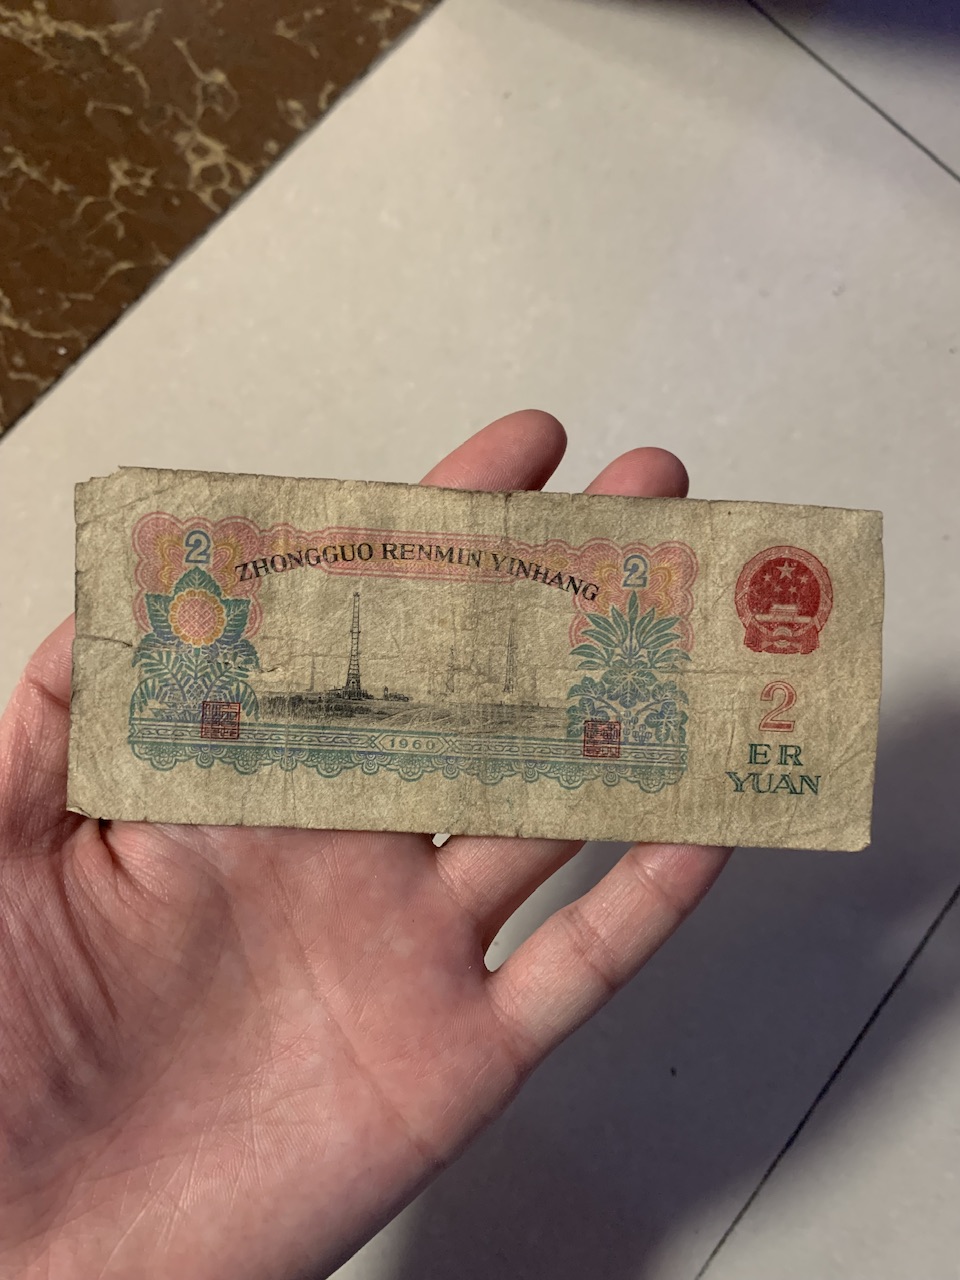 2
ZHONGGUO RENMIN YINHANG
2
1960
2
ER
YUAN